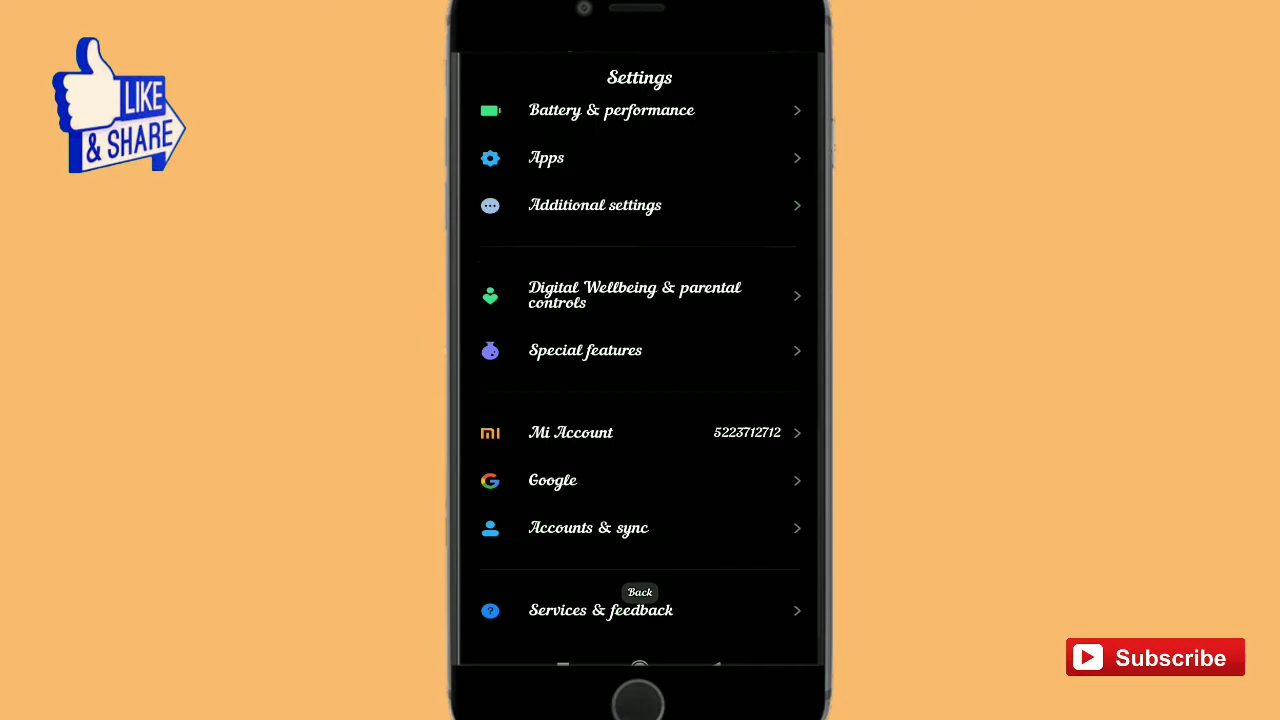 LIKE
& SHARE
Settings
Battery & performance
Apps
Additional settings
Digital Wellbeing & parental
controls
Special features
mi Mi Account 5223712712
G Google
Accounts & sync
Back
? Services & feedback
Subscribe